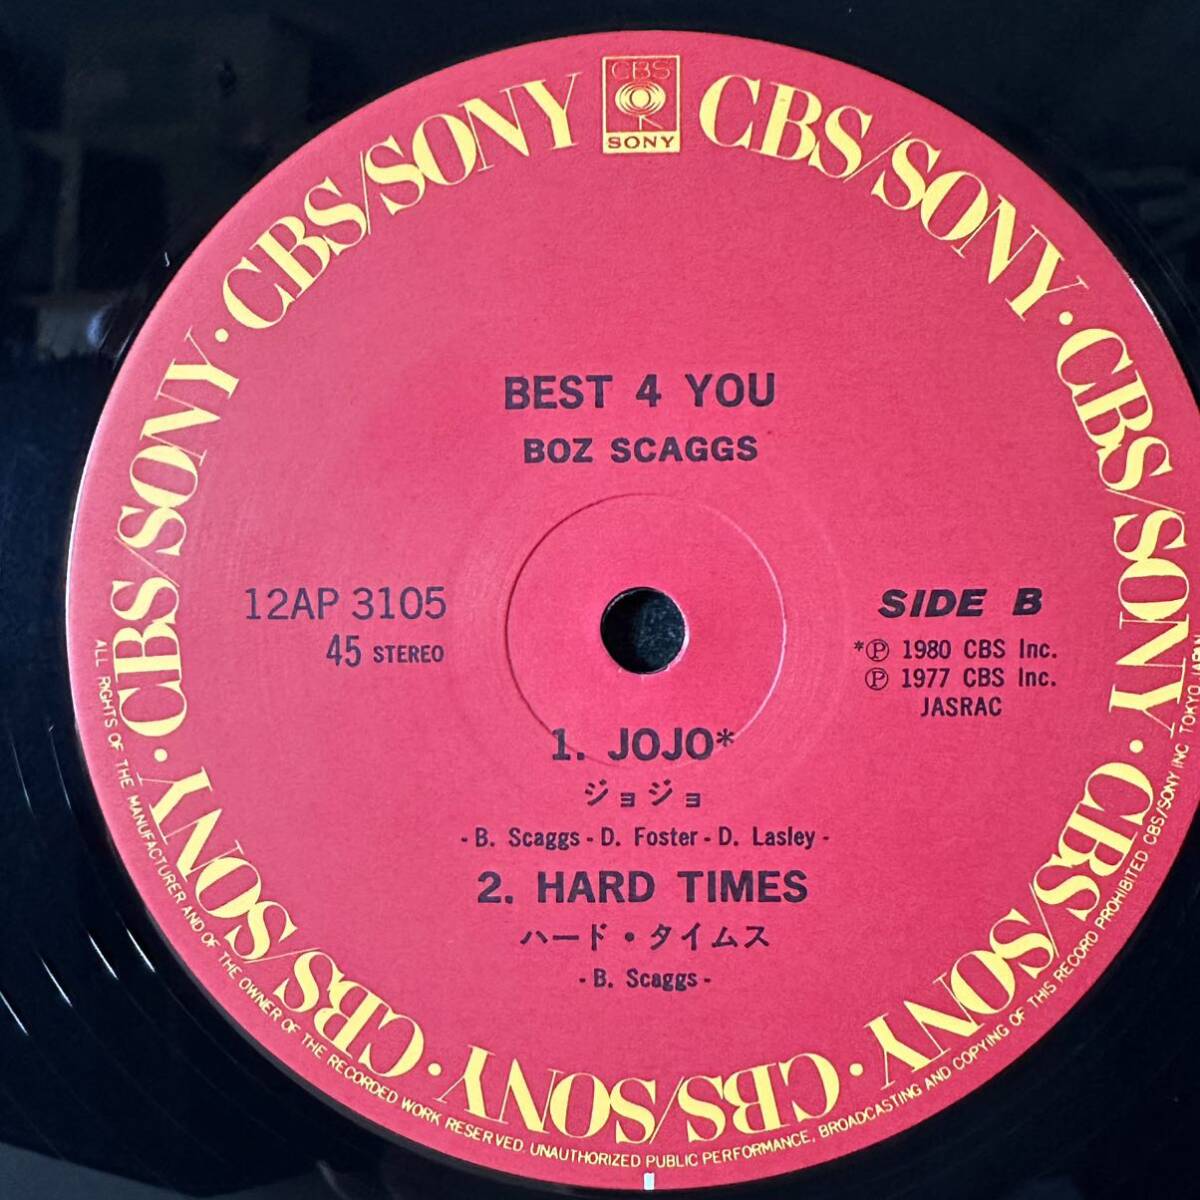 CBS
SONY
CBS/SONY · CBS/SONY · CBS/SONY · CBS/SONY · CBS/SONY · CBS/SONY · CBS/SONY · CBS/SONY
BEST 4 YOU
BOZ SCAGGS
12AP 3105
45 STEREO
SIDE B
*Ⓟ 1980 CBS Inc.
Ⓟ 1977 CBS Inc.
JASRAC
1. JOJO*
ジョジョ
- B. Scaggs - D. Foster - D. Lasley -
2. HARD TIMES
ハード・タイムス
- B. Scaggs -
ALL RIGHTS OF THE MANUFACTURER AND OF THE OWNER OF THE RECORDED WORK RESERVED. UNAUTHORIZED PUBLIC PERFORMANCE, BROADCASTING AND COPYING OF THIS RECORD PROHIBITED CBS/SONY INC TOKYO JAPAN